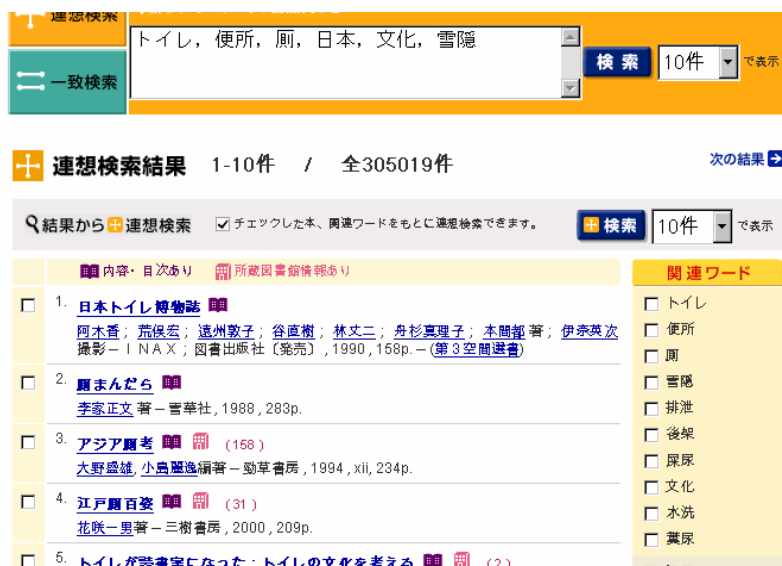 連想検索
トイレ，便所，厠，日本，文化，雪隠
検索 10件 で表示
一致検索
連想検索結果 1-10件 / 全305019件
次の結果
結果から 連想検索 チェックした本、関連ワードをもとに連想検索できます。 検索 10件 で表示
内容・目次あり 所蔵図書館情報あり
1. 日本トイレ博物誌
阿木香; 荒俣宏; 遠州敦子; 谷直樹; 林丈二; 舟杉真理子; 本間都 著; 伊奈英次
撮影－ＩＮＡＸ; 図書出版社〔発売〕, 1990, 158p.－(第３空間選書)
2. 厠まんだら
李家正文 著－雪華社, 1988, 283p.
3. アジア厠考 (158)
大野盛雄, 小島麗逸編著－勁草書房, 1994, xii, 234p.
4. 江戸厠百姿 (31)
花咲一男著－三樹書房, 2000, 209p.
5. トイレが読書室になった : トイレの文化を考える (2)
関連ワード
トイレ
便所
厠
雪隠
排泄
後架
屎尿
文化
水洗
糞尿